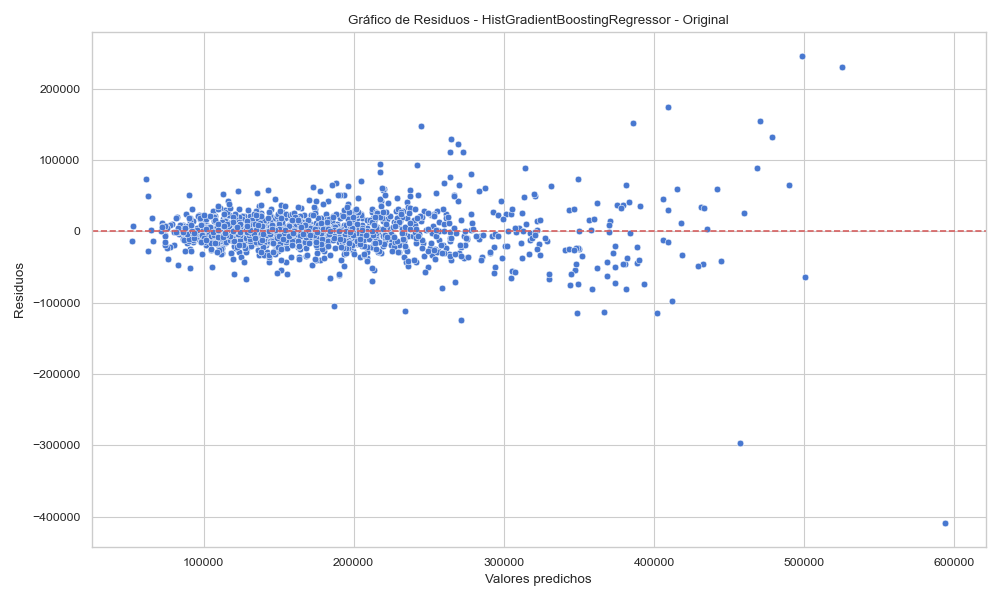 Gráfico de Residuos - HistGradientBoostingRegressor - Original
Residuos
200000
100000
0
−100000
−200000
−300000
−400000
100000 200000 300000 400000 500000 600000
Valores predichos